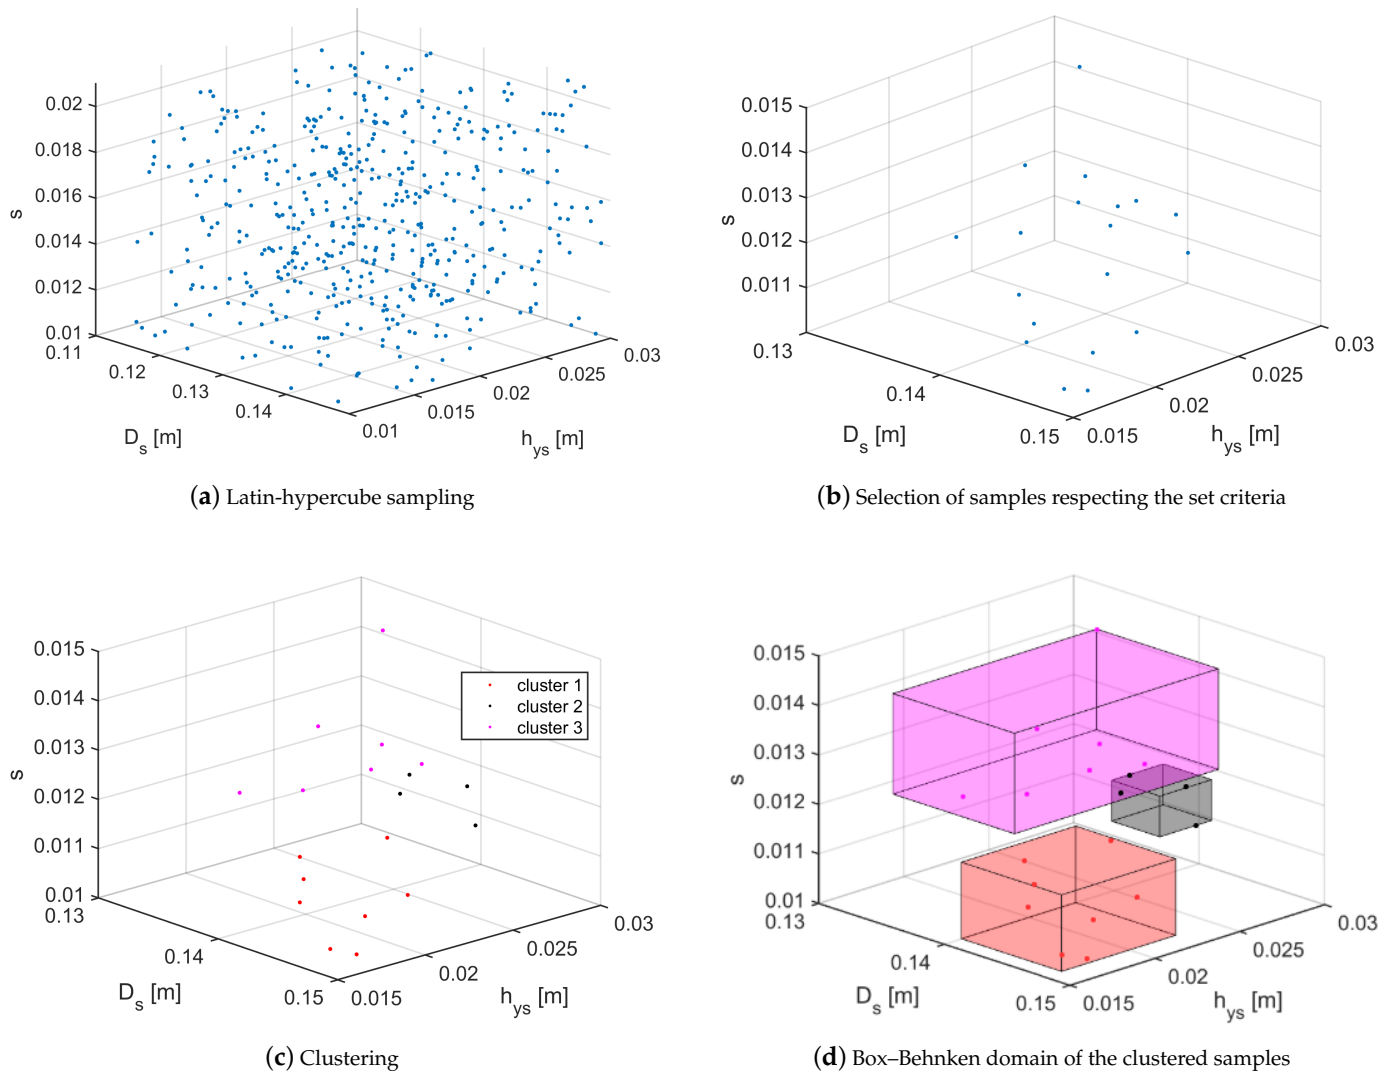 0.02
0.018
0.016
s
0.014
0.012
0.01
0.11
0.12
0.13
0.14
D_s [m]
0.01
0.015
0.02
0.025
0.03
h_ys [m]
(a) Latin-hypercube sampling
0.015
0.014
0.013
s
0.012
0.011
0.13
0.14
0.15
D_s [m]
0.015
0.02
0.025
0.03
h_ys [m]
(b) Selection of samples respecting the set criteria
0.015
0.014
0.013
s
0.012
0.011
0.01
0.13
0.14
0.15
D_s [m]
0.015
0.02
0.025
0.03
h_ys [m]
cluster 1
cluster 2
cluster 3
(c) Clustering
0.015
0.014
0.013
s
0.012
0.011
0.01
0.13
0.14
0.15
D_s [m]
0.015
0.02
0.025
0.03
h_ys [m]
(d) Box–Behnken domain of the clustered samples